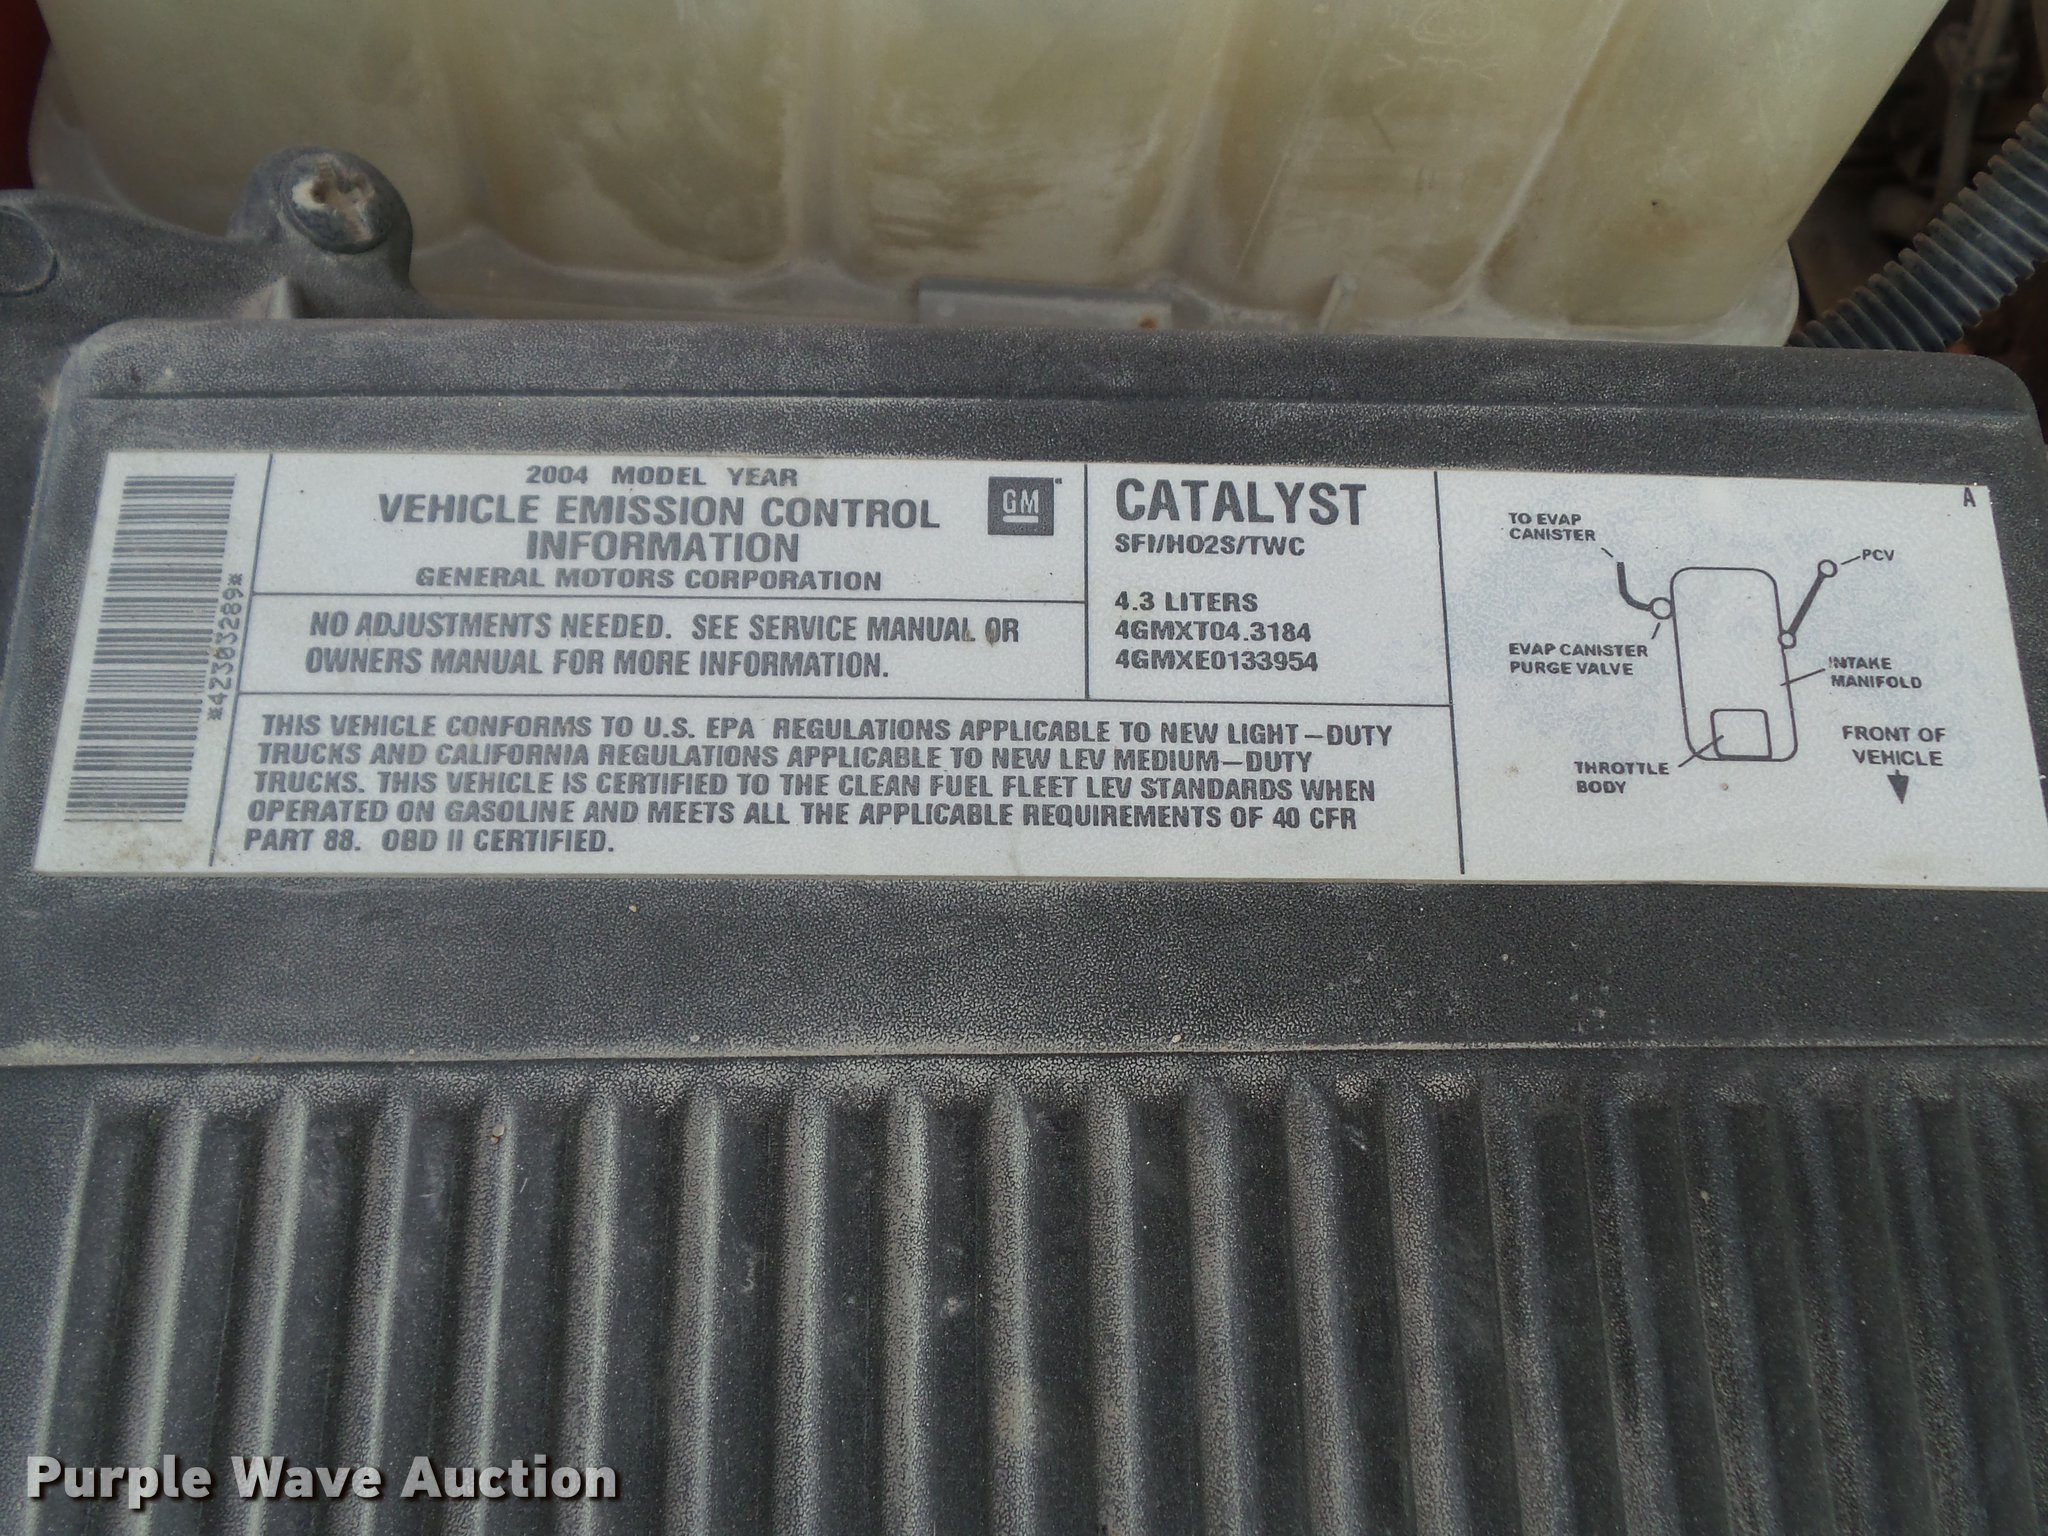 *42303289*
2004 MODEL YEAR
VEHICLE EMISSION CONTROL
INFORMATION
GENERAL MOTORS CORPORATION
GM
NO ADJUSTMENTS NEEDED. SEE SERVICE MANUAL OR
OWNERS MANUAL FOR MORE INFORMATION.
CATALYST
SFI/HO2S/TWC
4.3 LITERS
4GMXT04.3184
4GMXE0133954
THIS VEHICLE CONFORMS TO U.S. EPA REGULATIONS APPLICABLE TO NEW LIGHT-DUTY
TRUCKS AND CALIFORNIA REGULATIONS APPLICABLE TO NEW LEV MEDIUM-DUTY
TRUCKS. THIS VEHICLE IS CERTIFIED TO THE CLEAN FUEL FLEET LEV STANDARDS WHEN
OPERATED ON GASOLINE AND MEETS ALL THE APPLICABLE REQUIREMENTS OF 40 CFR
PART 88. OBD II CERTIFIED.
A
TO EVAP
CANISTER
PCV
EVAP CANISTER
PURGE VALVE
INTAKE
MANIFOLD
FRONT OF
VEHICLE
THROTTLE
BODY
Purple Wave Auction